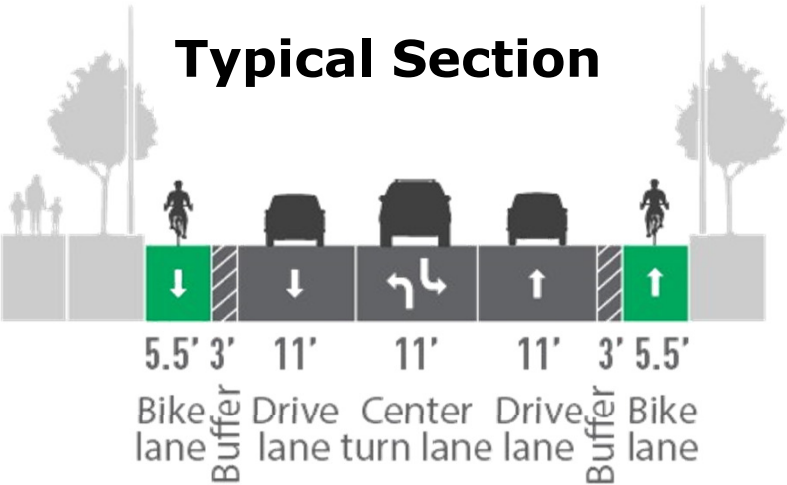 Typical Section
5.5’ 3’ 11’ 11’ 11’ 3’ 5.5’
Bike lane
Buffer
Drive lane
Center turn lane
Drive lane
Buffer
Bike lane